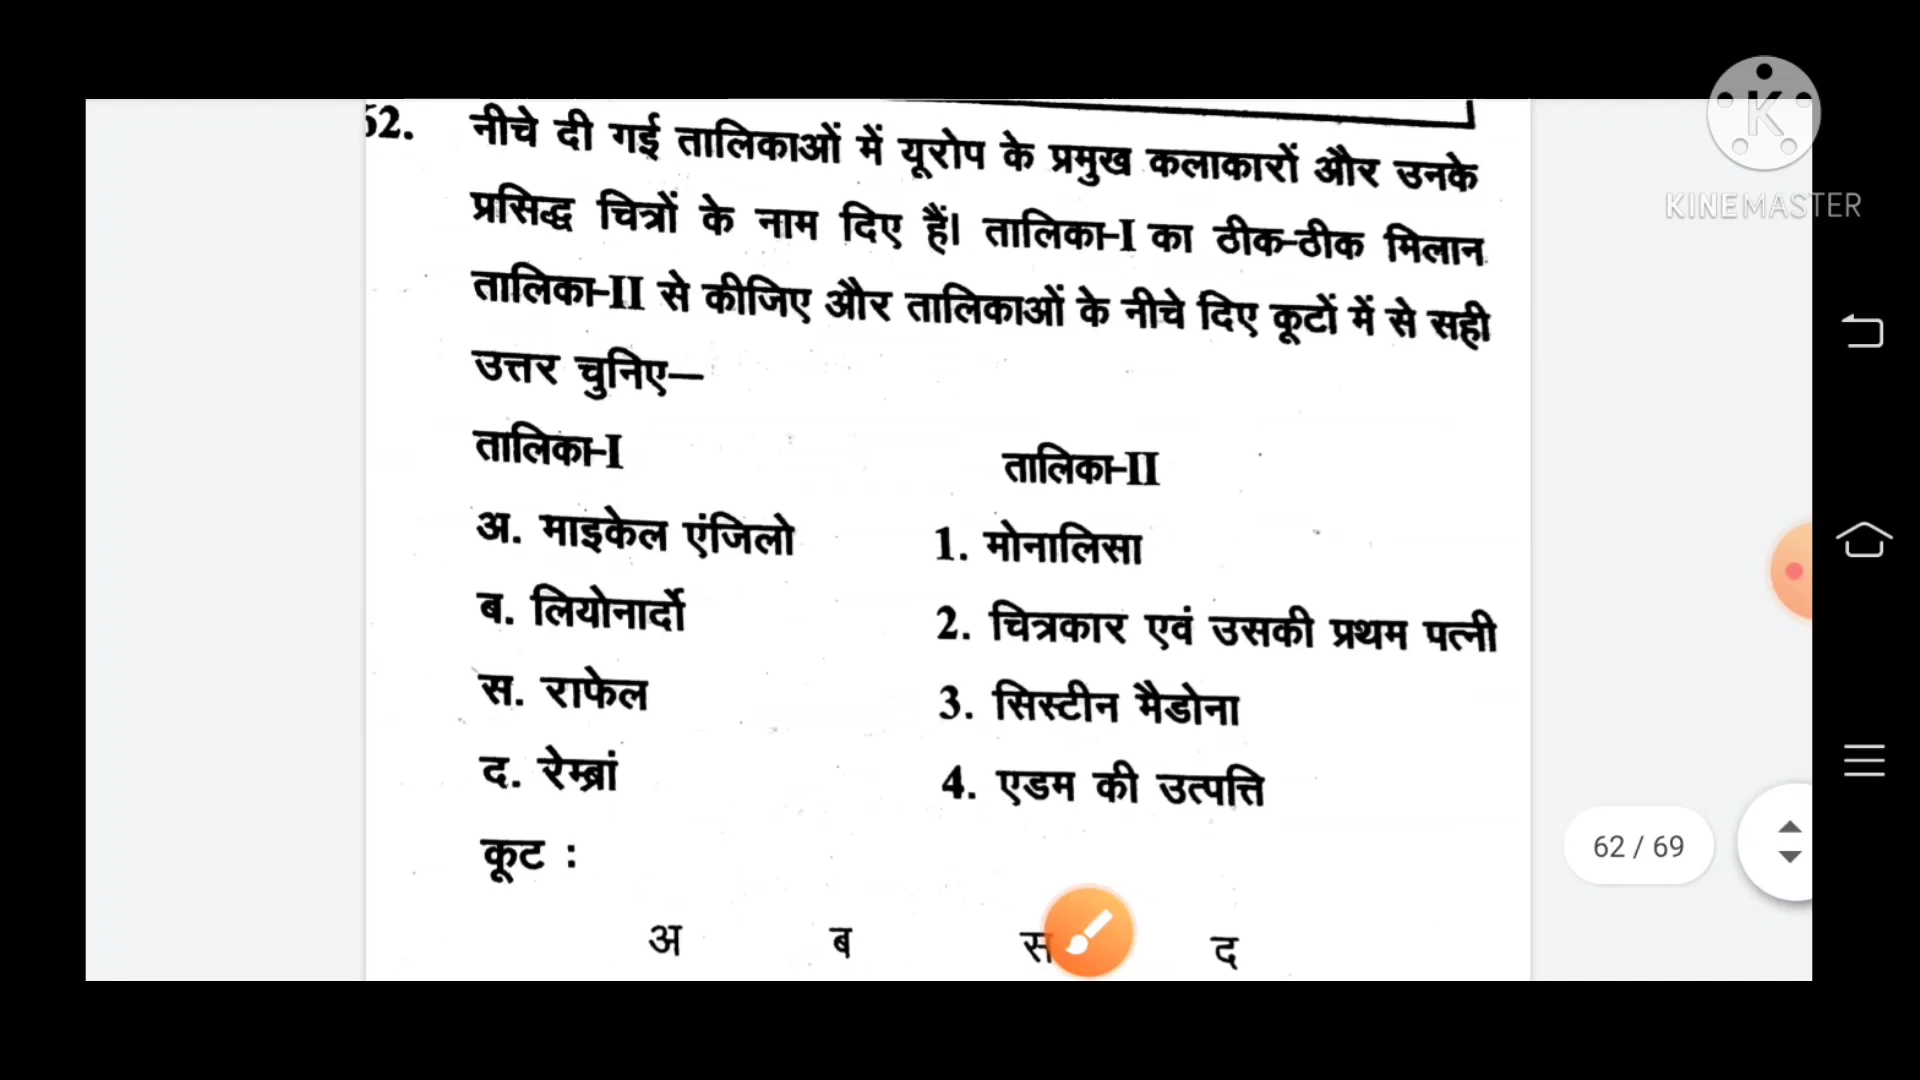 62. नीचे दी गई तालिकाओं में यूरोप के प्रमुख कलाकारों और उनके
प्रसिद्ध चित्रों के नाम दिए हैं। तालिका-I का ठीक-ठीक मिलान
तालिका-II से कीजिए और तालिकाओं के नीचे दिए कूटों में से सही
उत्तर चुनिए—
तालिका-I तालिका-II
अ. माइकेल एंजिलो 1. मोनालिसा
ब. लियोनार्दो 2. चित्रकार एवं उसकी प्रथम पत्नी
स. राफेल 3. सिस्टीन मैडोना
द. रेम्ब्रां 4. एडम की उत्पत्ति
कूट :
अ ब स द
K
KINEMASTER
62 / 69